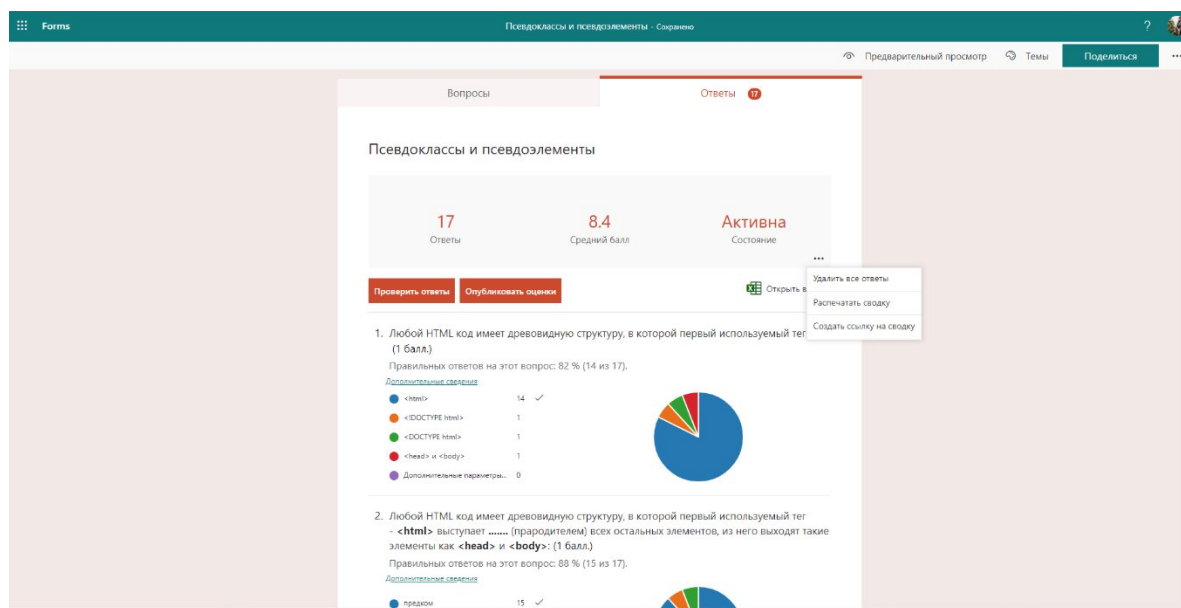 Forms
Псевдоклассы и псевдоэлементы - Сохранено
?
Предварительный просмотр
Темы
Поделиться
Вопросы
Ответы 17
Псевдоклассы и псевдоэлементы
17
Ответы
8.4
Средний балл
Активна
Состояние
Проверить ответы
Опубликовать оценки
Открыть в
Удалить все ответы
Распечатать сводку
Создать ссылку на сводку
1. Любой HTML код имеет древовидную структуру, в которой первый используемый тег
(1 балл.)
Правильных ответов на этот вопрос: 82 % (14 из 17).
Дополнительные сведения
<html> 14
<!DOCTYPE html> 1
<DOCTYPE html> 1
<head> и <body> 1
Дополнительные параметры... 0
2. Любой HTML код имеет древовидную структуру, в которой первый используемый тег
- <html> выступает ....... (прародителем) всех остальных элементов, из него выходят такие
элементы как <head> и <body>: (1 балл.)
Правильных ответов на этот вопрос: 88 % (15 из 17).
Дополнительные сведения
предком 15